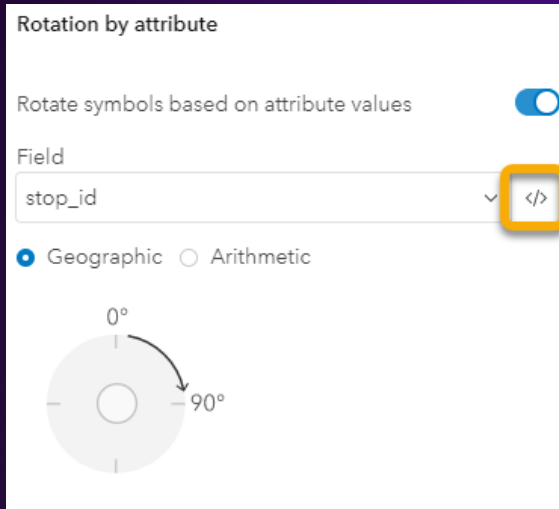 Rotation by attribute
Rotate symbols based on attribute values
Field
stop_id </>
Geographic Arithmetic
0°
90°